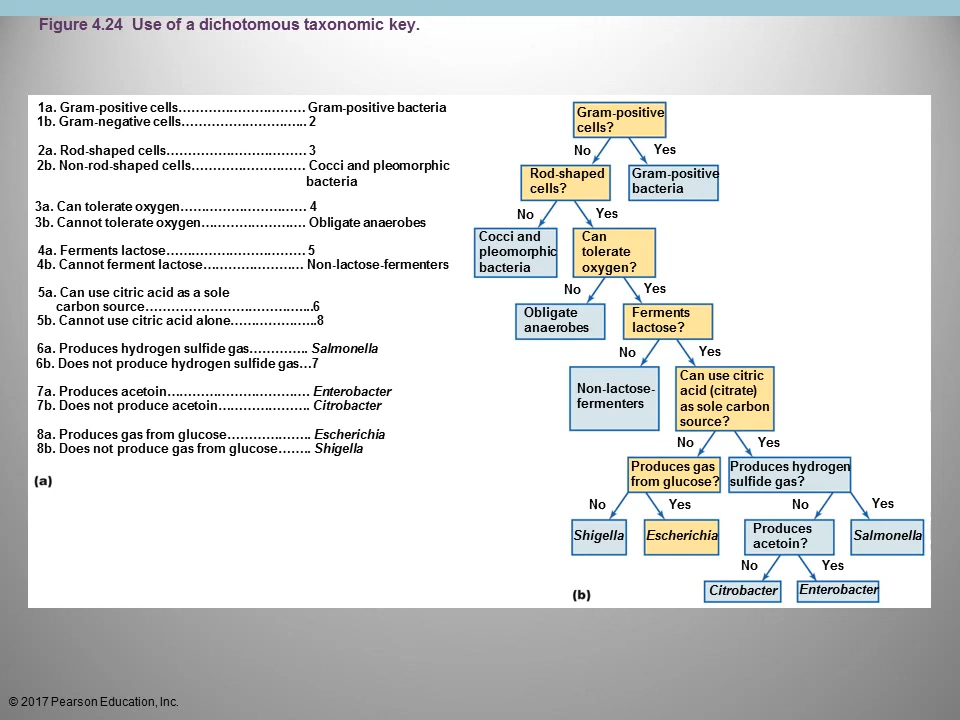 Figure 4.24 Use of a dichotomous taxonomic key.
1a. Gram-positive cells………………………… Gram-positive bacteria
1b. Gram-negative cells……………………….. 2
2a. Rod-shaped cells…………………………… 3
2b. Non-rod-shaped cells……………………… Cocci and pleomorphic
bacteria
3a. Can tolerate oxygen………………………… 4
3b. Cannot tolerate oxygen…………………… Obligate anaerobes
4a. Ferments lactose…………………………… 5
4b. Cannot ferment lactose…………………… Non-lactose-fermenters
5a. Can use citric acid as a sole
carbon source…………………………………...6
5b. Cannot use citric acid alone………………...8
6a. Produces hydrogen sulfide gas………….. Salmonella
6b. Does not produce hydrogen sulfide gas…7
7a. Produces acetoin…………………………… Enterobacter
7b. Does not produce acetoin………………… Citrobacter
8a. Produces gas from glucose……………….. Escherichia
8b. Does not produce gas from glucose…….. Shigella
(a)
Gram-positive
cells?
No
Yes
Rod-shaped
cells?
Gram-positive
bacteria
No
Yes
Cocci and
pleomorphic
bacteria
Can
tolerate
oxygen?
No
Yes
Obligate
anaerobes
Ferments
lactose?
No
Yes
Non-lactose-
fermenters
Can use citric
acid (citrate)
as sole carbon
source?
No
Yes
Produces gas
from glucose?
Produces hydrogen
sulfide gas?
No
Yes
No
Yes
Shigella
Escherichia
Produces
acetoin?
Salmonella
No
Yes
Citrobacter
Enterobacter
(b)
© 2017 Pearson Education, Inc.